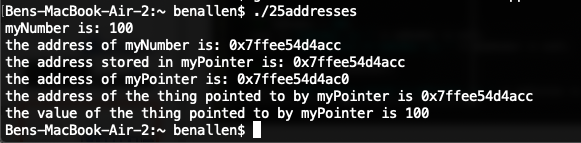 Bens-MacBook-Air-2:~ benallen$ ./25addresses
myNumber is: 100
the address of myNumber is: 0x7ffee54d4acc
the address stored in myPointer is: 0x7ffee54d4acc
the address of myPointer is: 0x7ffee54d4ac0
the address of the thing pointed to by myPointer is 0x7ffee54d4acc
the value of the thing pointed to by myPointer is 100
Bens-MacBook-Air-2:~ benallen$